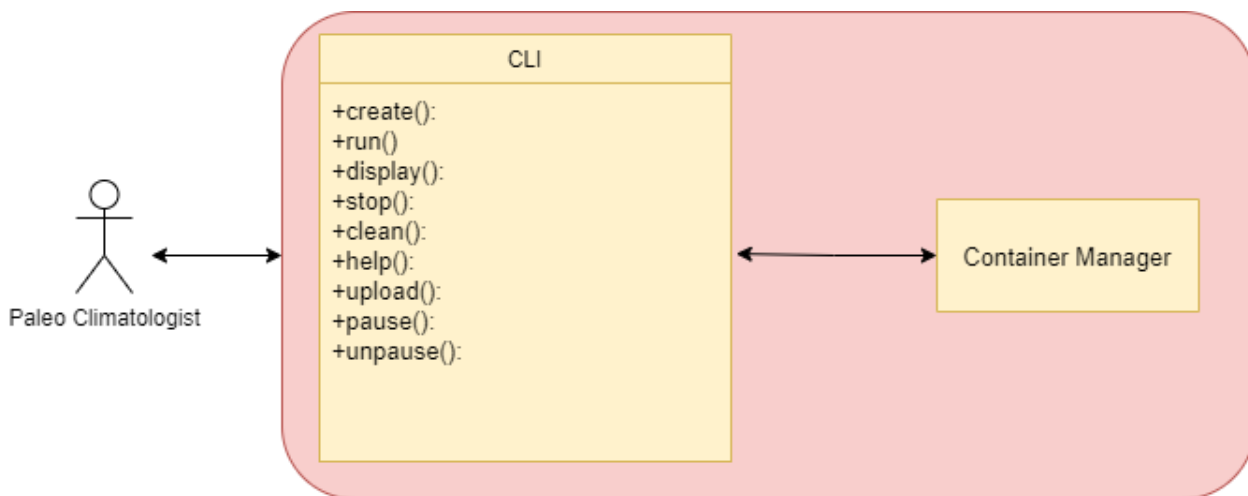 CLI
+create():
+run()
+display():
+stop():
+clean():
+help():
+upload():
+pause():
+unpause():
Paleo Climatologist
Container Manager